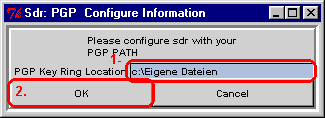 Sdr: PGP Configure Information
Please configure sdr with your
PGP PATH
1.
PGP Key Ring Location c:\Eigene Dateien
2.
OK Cancel